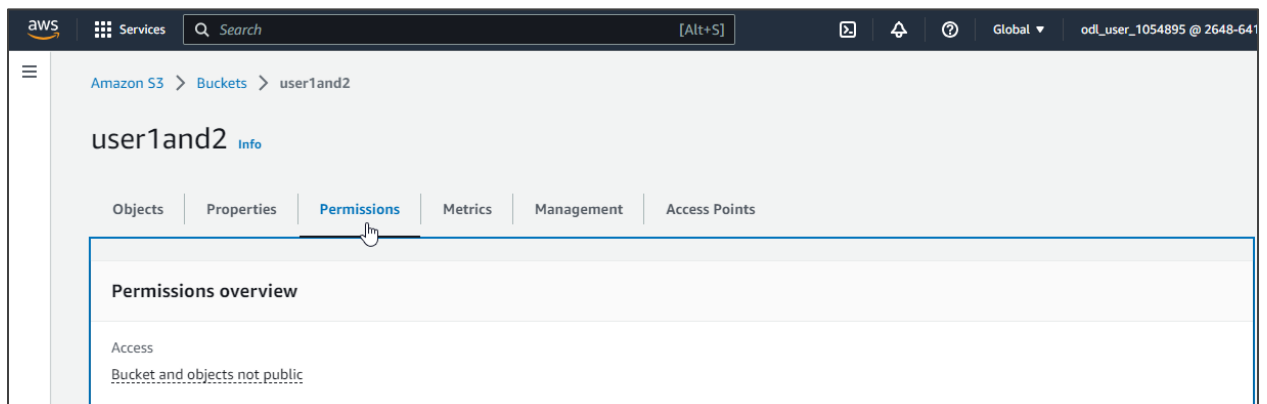 aws Services Search [Alt+S] Global ▼ odl_user_1054895 @ 2648-641
Amazon S3 > Buckets > user1and2
user1and2 Info
Objects Properties Permissions Metrics Management Access Points
Permissions overview
Access
Bucket and objects not public